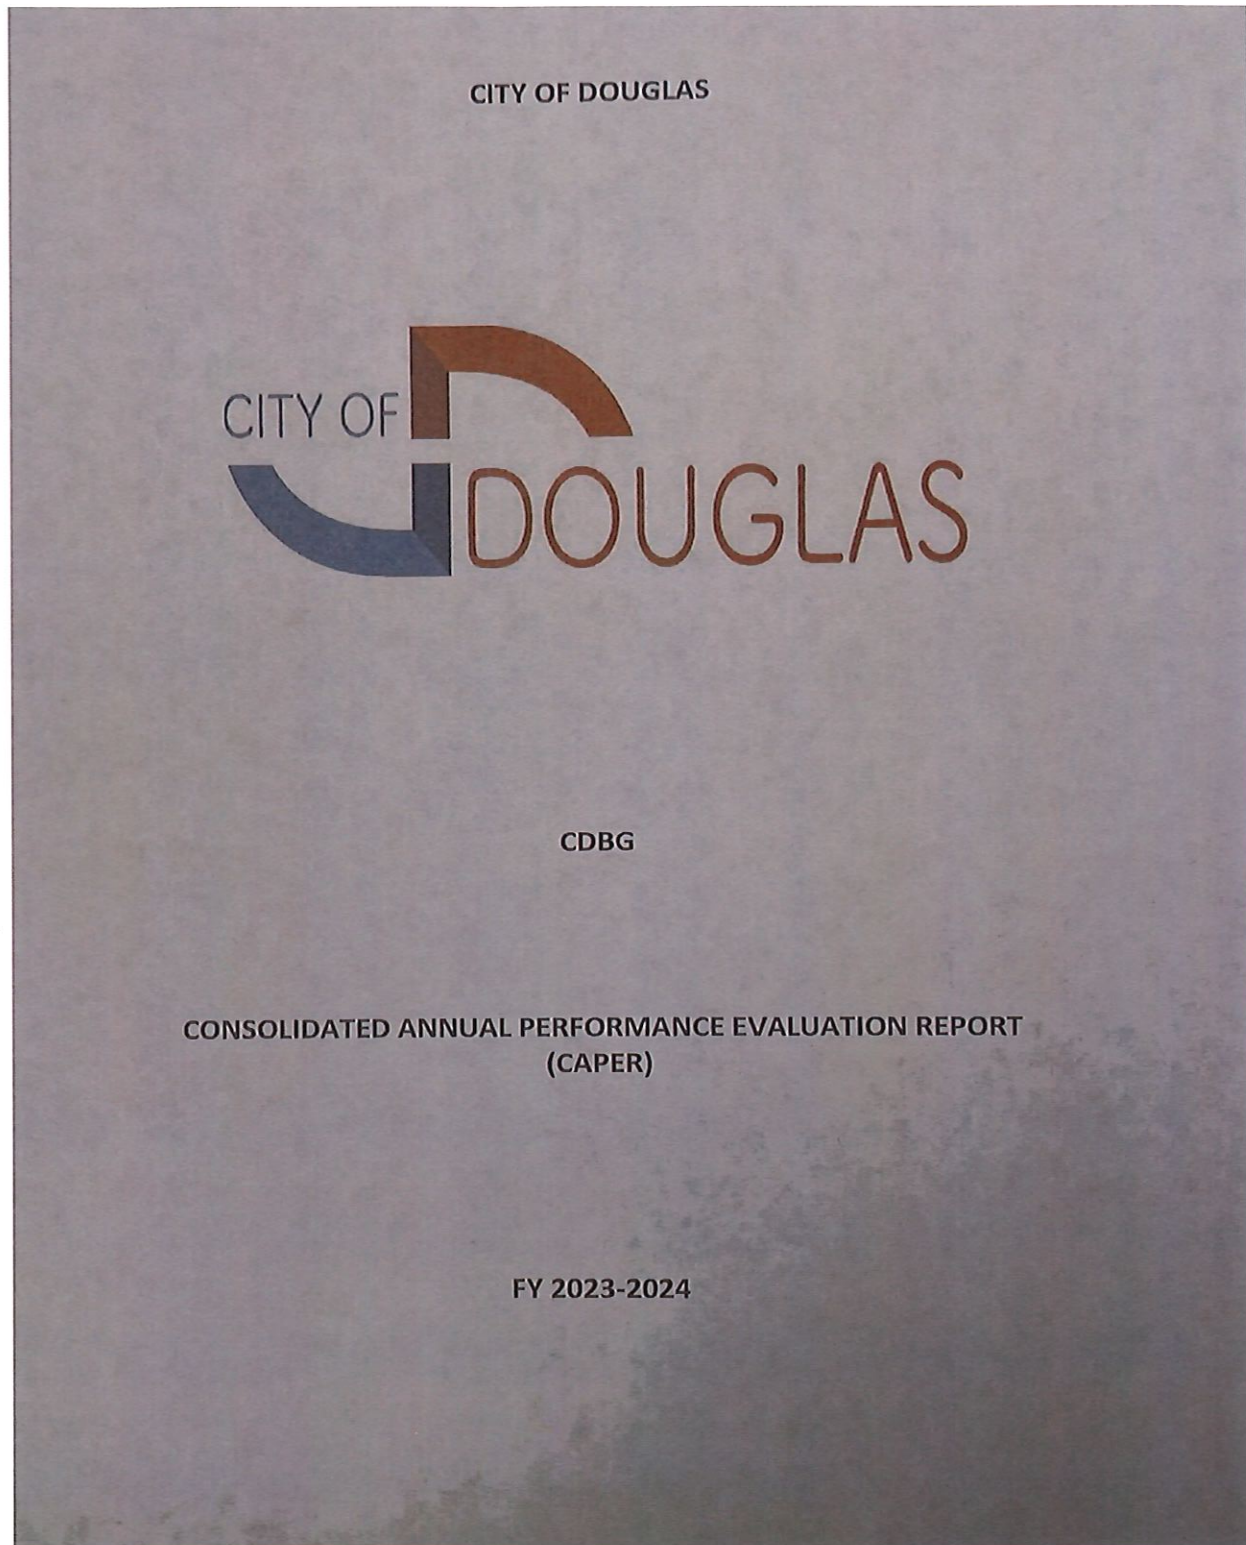 CITY OF DOUGLAS
CITY OF
DOUGLAS
CDBG
CONSOLIDATED ANNUAL PERFORMANCE EVALUATION REPORT
(CAPER)
FY 2023-2024